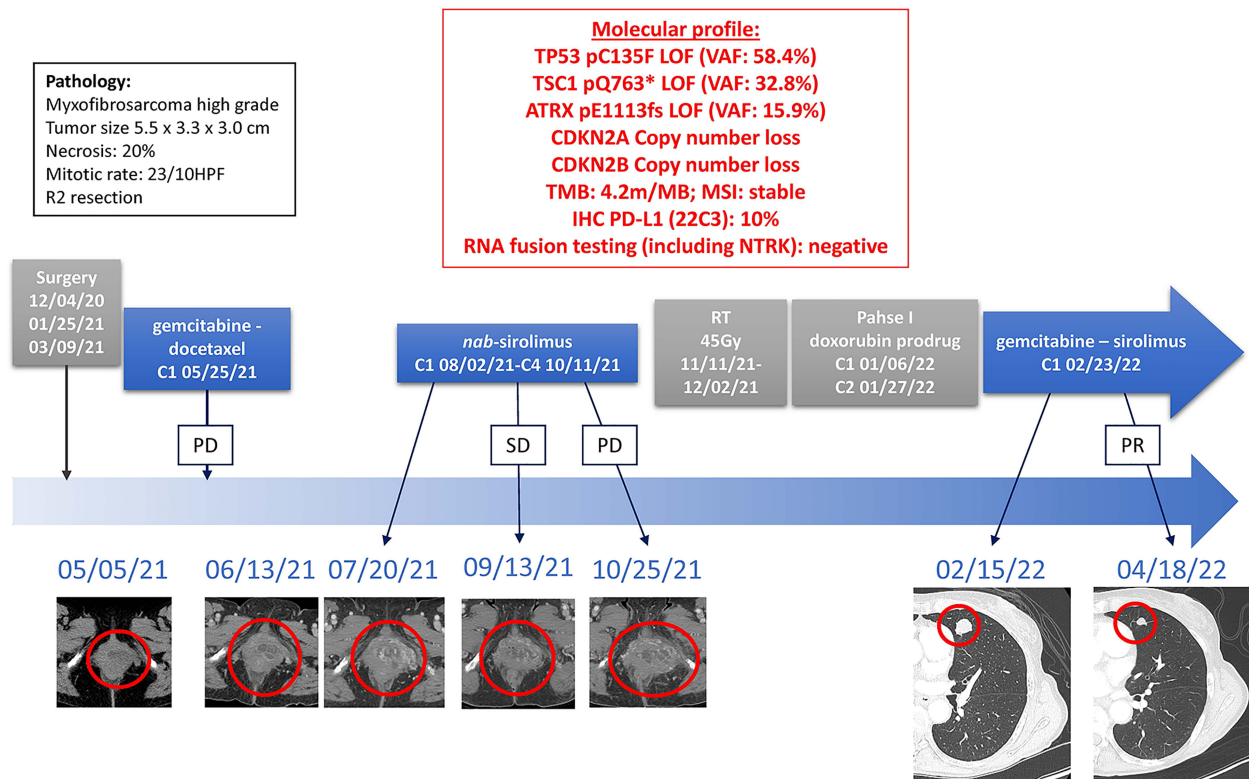 Molecular profile:
TP53 pC135F LOF (VAF: 58.4%)
TSC1 pQ763* LOF (VAF: 32.8%)
ATRX pE1113fs LOF (VAF: 15.9%)
CDKN2A Copy number loss
CDKN2B Copy number loss
TMB: 4.2m/MB; MSI: stable
IHC PD-L1 (22C3): 10%
RNA fusion testing (including NTRK): negative
Pathology:
Myxofibrosarcoma high grade
Tumor size 5.5 x 3.3 x 3.0 cm
Necrosis: 20%
Mitotic rate: 23/10HPF
R2 resection
Surgery
12/04/20
01/25/21
03/09/21
gemcitabine -
docetaxel
C1 05/25/21
nab-sirolimus
C1 08/02/21-C4 10/11/21
RT
45Gy
11/11/21-
12/02/21
Pahse I
doxorubin prodrug
C1 01/06/22
C2 01/27/22
gemcitabine – sirolimus
C1 02/23/22
PD
SD
PD
PR
05/05/21
06/13/21
07/20/21
09/13/21
10/25/21
02/15/22
04/18/22